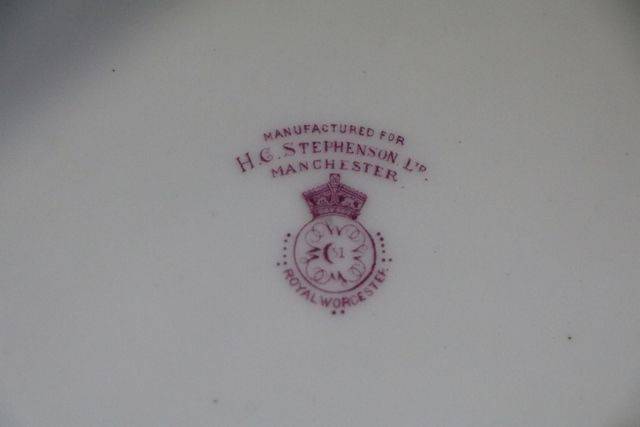 MANUFACTURED FOR
H.G. STEPHENSON LTD
MANCHESTER
ROYAL WORCESTER